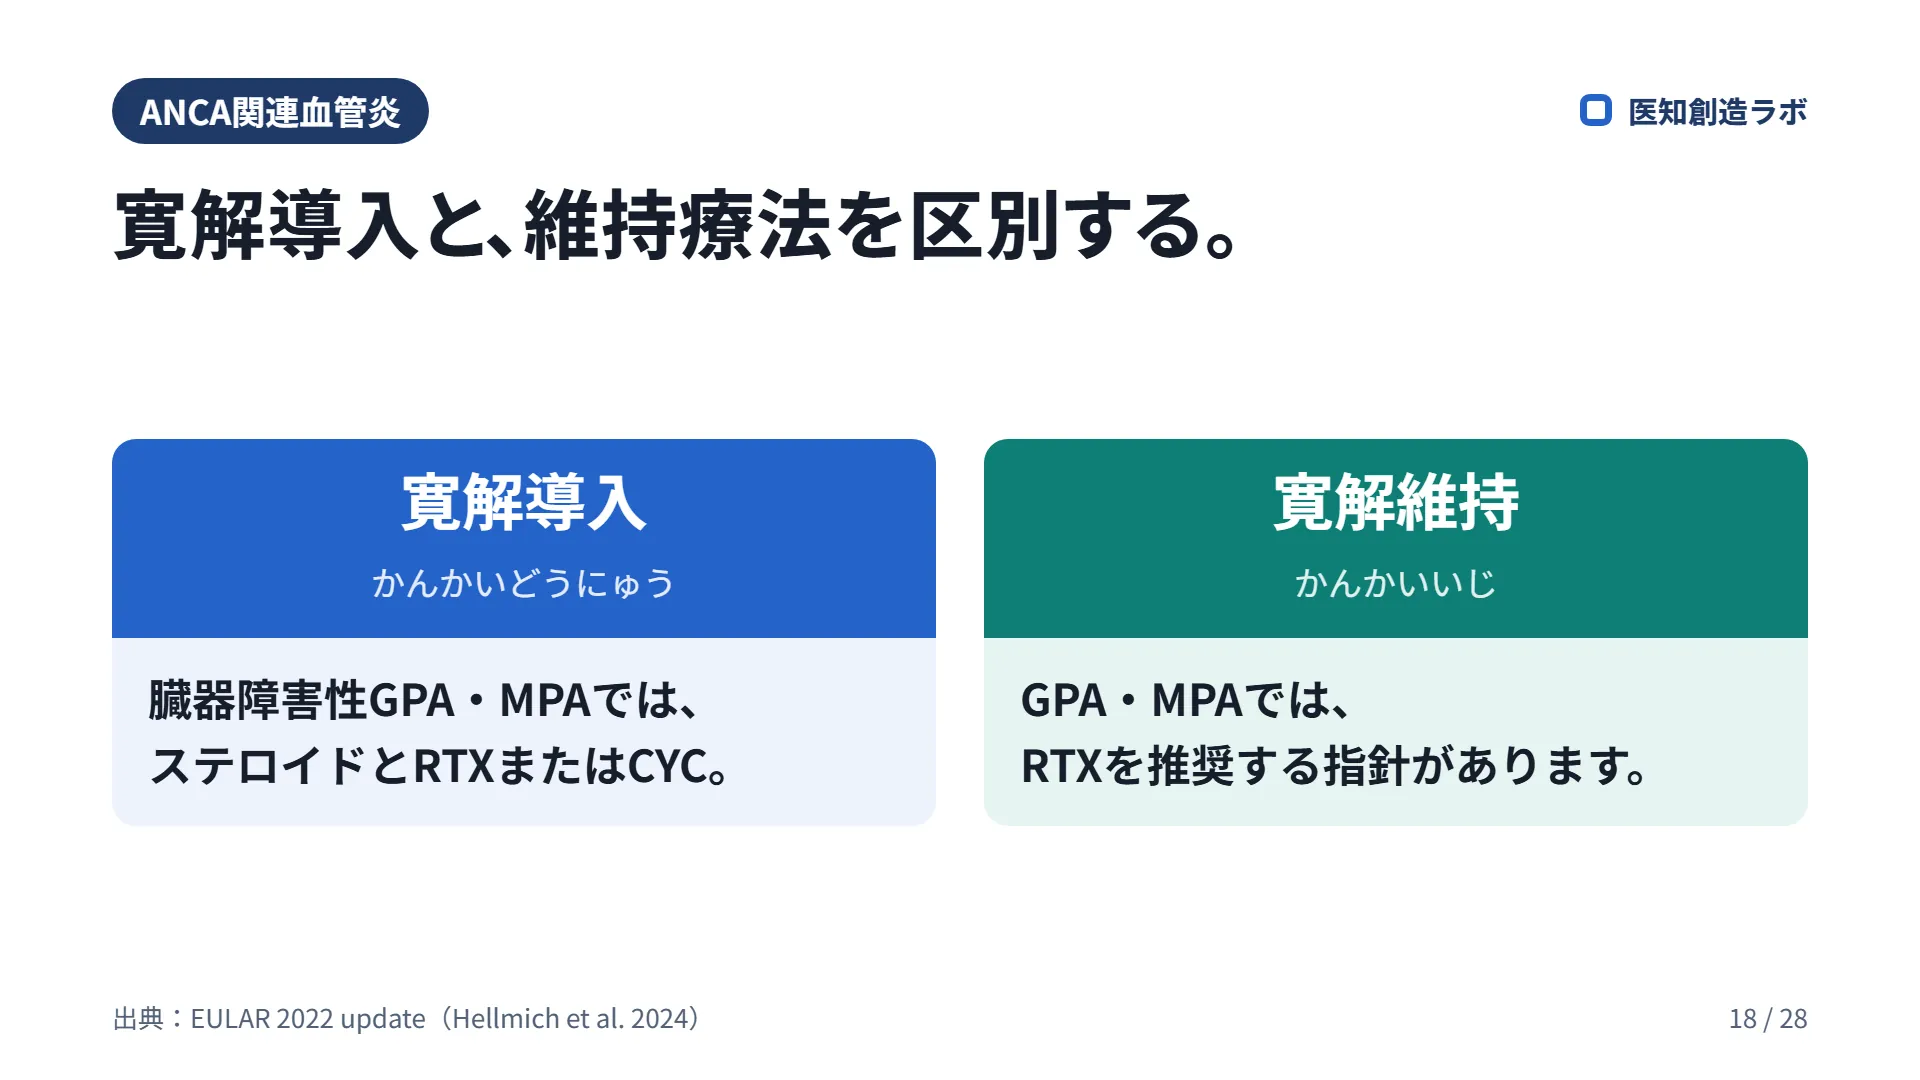 ANCA関連血管炎
医知創造ラボ
寛解導入と、維持療法を区別する。
寛解導入
かんかいどうにゅう
臓器障害性GPA・MPAでは、
ステロイドとRTXまたはCYC。
寛解維持
かんかいいじ
GPA・MPAでは、
RTXを推奨する指針があります。
出典：EULAR 2022 update（Hellmich et al. 2024）
18 / 28